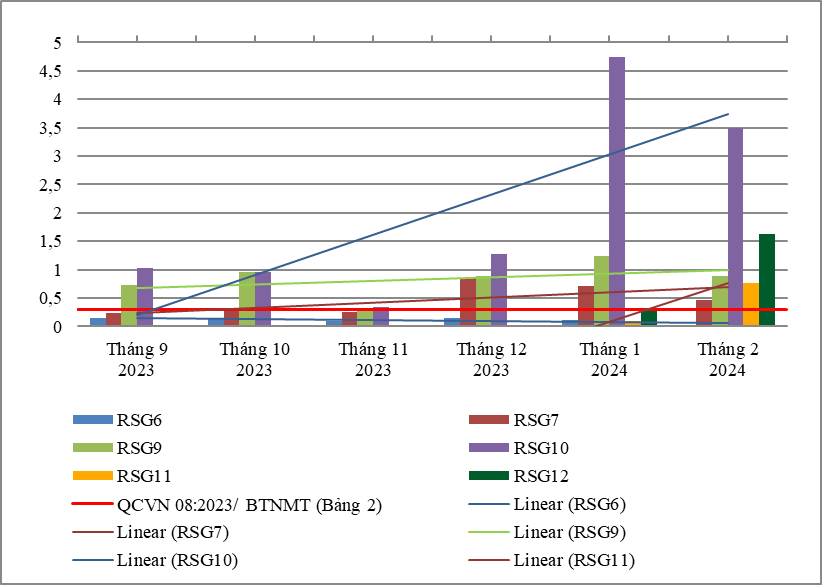 5
4,5
4
3,5
3
2,5
2
1,5
1
0,5
0
Tháng 9 Tháng 10 Tháng 11 Tháng 12 Tháng 1 Tháng 2
2023 2023 2023 2023 2024 2024
RSG6 RSG7
RSG9 RSG10
RSG11 RSG12
QCVN 08:2023/ BTNMT (Bảng 2) Linear (RSG6)
Linear (RSG7) Linear (RSG9)
Linear (RSG10) Linear (RSG11)